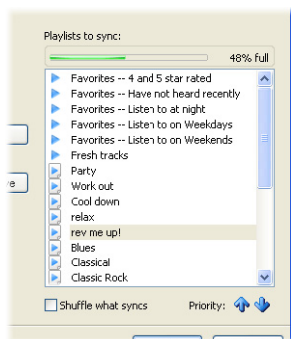 Playlists to sync:
48% full
Favorites -- 4 and 5 star rated
Favorites -- Have not heard recently
Favorites -- Listen to at night
Favorites -- Listen to on Weekdays
Favorites -- Listen to on Weekends
Fresh tracks
Party
Work out
Cool down
relax
rev me up!
Blues
Classical
Classic Rock
Shuffle what syncs Priority: